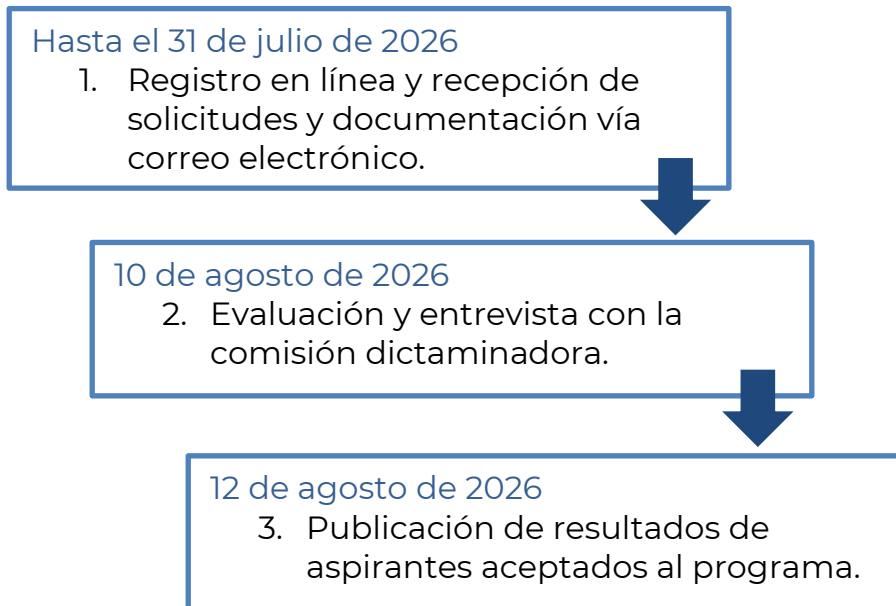 Hasta el 31 de julio de 2026
1. Registro en línea y recepción de
solicitudes y documentación vía
correo electrónico.
10 de agosto de 2026
2. Evaluación y entrevista con la
comisión dictaminadora.
12 de agosto de 2026
3. Publicación de resultados de
aspirantes aceptados al programa.